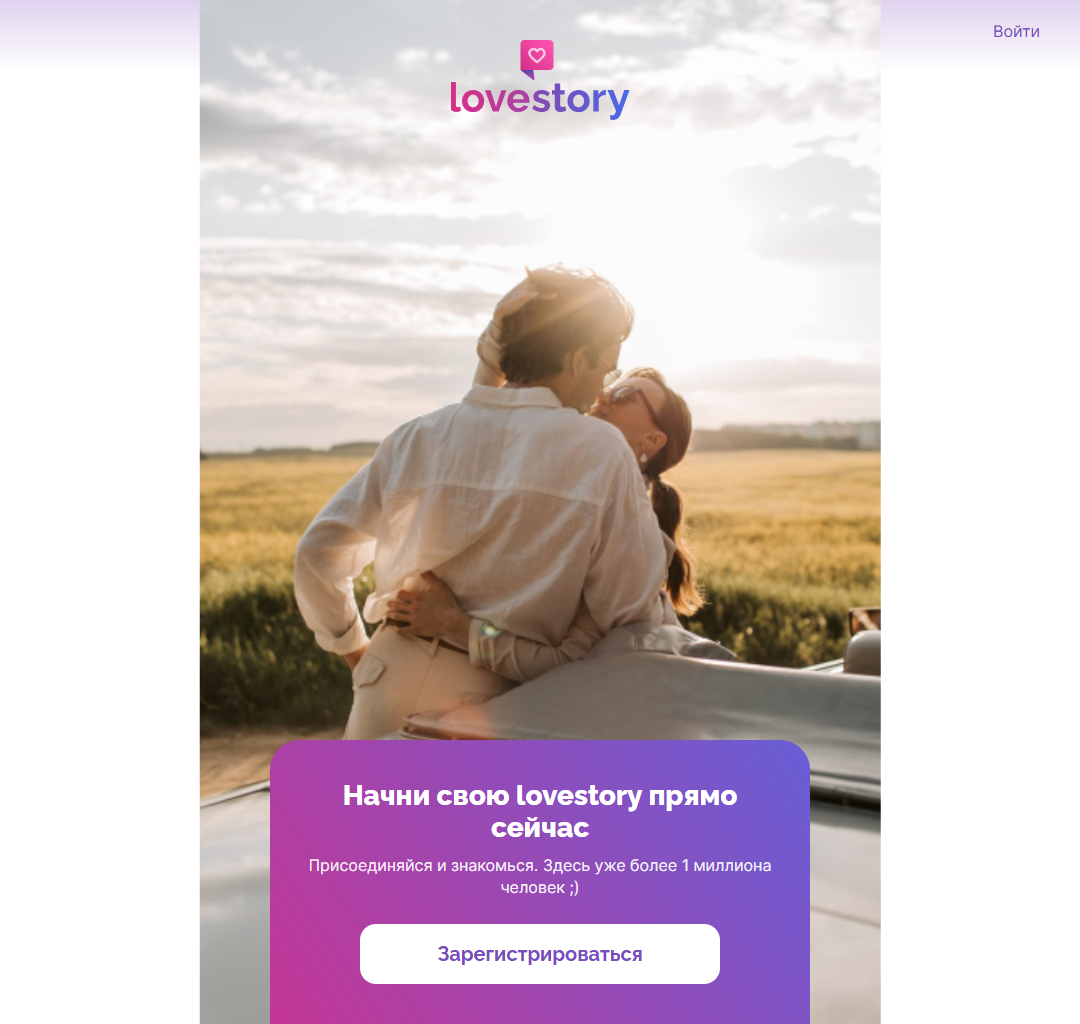 Войти
lovestory
Начни свою lovestory прямо
сейчас
Присоединяйся и знакомься. Здесь уже более 1 миллиона
человек ;)
Зарегистрироваться